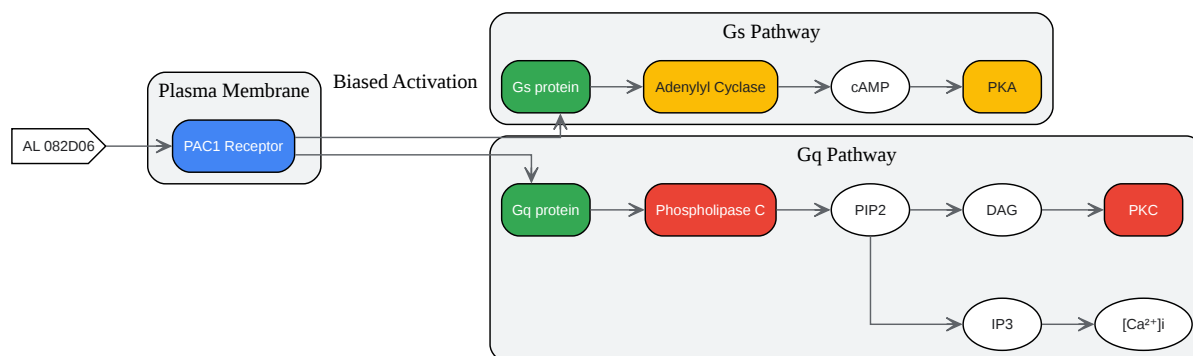 Gs Pathway
Biased Activation
Plasma Membrane
Gs protein
Adenylyl Cyclase
cAMP
PKA
AL 082D06
PAC1 Receptor
Gq Pathway
Gq protein
Phospholipase C
PIP2
DAG
PKC
IP3
[Ca²⁺]i